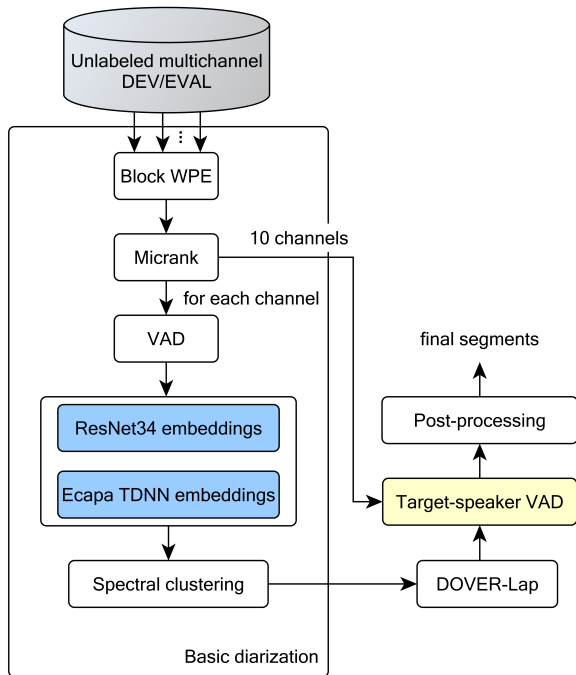 Unlabeled multichannel
DEV/EVAL
Block WPE
10 channels
Micrank
for each channel
VAD
final segments
ResNet34 embeddings
Post-processing
Ecapa TDNN embeddings
Target-speaker VAD
Spectral clustering
DOVER-Lap
Basic diarization